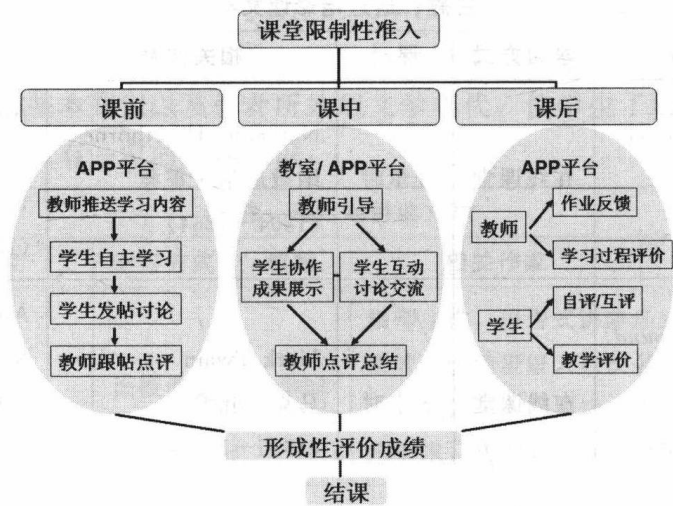 课堂限制性准入
课前
课中
课后
APP平台
教师推送学习内容
学生自主学习
学生发帖讨论
教师跟帖点评
教室/ APP平台
教师引导
学生协作
成果展示
学生互动
讨论交流
教师点评总结
APP平台
教师
作业反馈
学习过程评价
学生
自评/互评
教学评价
形成性评价成绩
结课